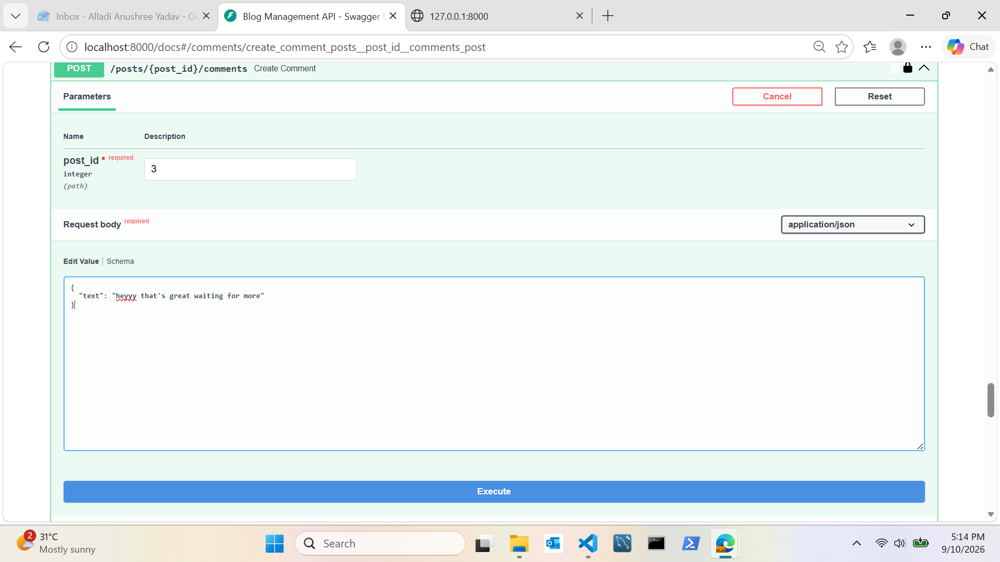 Inbox - Alladi Anushree Yadav - Ou
Blog Management API - Swagger U
127.0.0.1:8000
localhost:8000/docs#/comments/create_comment_posts__post_id__comments_post
Chat
POST /posts/{post_id}/comments Create Comment
Parameters
Cancel
Reset
Name Description
post_id * required
integer
(path)
3
Request body required
application/json
Edit Value | Schema
{
  "text": "heyyy that's great waiting for more"
}
Execute
2
31°C
Mostly sunny
Search
5:14 PM
9/10/2026